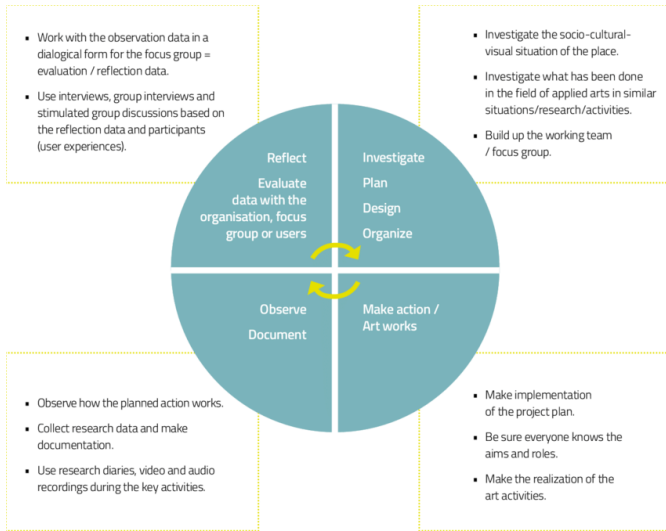 ▪ Work with the observation data in a
dialogical form for the focus group =
evaluation / reflection data.
▪ Use interviews, group interviews and
stimulated group discussions based on
the reflection data and participants
(user experiences).
▪ Investigate the socio-cultural-
visual situation of the place.
▪ Investigate what has been done
in the field of applied arts in similar
situations/research/activities.
▪ Build up the working team
/ focus group.
Reflect
Evaluate
data with the
organisation, focus
group or users
Investigate
Plan
Design
Organize
Observe
Document
Make action /
Art works
▪ Observe how the planned action works.
▪ Collect research data and make
documentation.
▪ Use research diaries, video and audio
recordings during the key activities.
▪ Make implementation
of the project plan.
▪ Be sure everyone knows the
aims and roles.
▪ Make the realization of the
art activities.